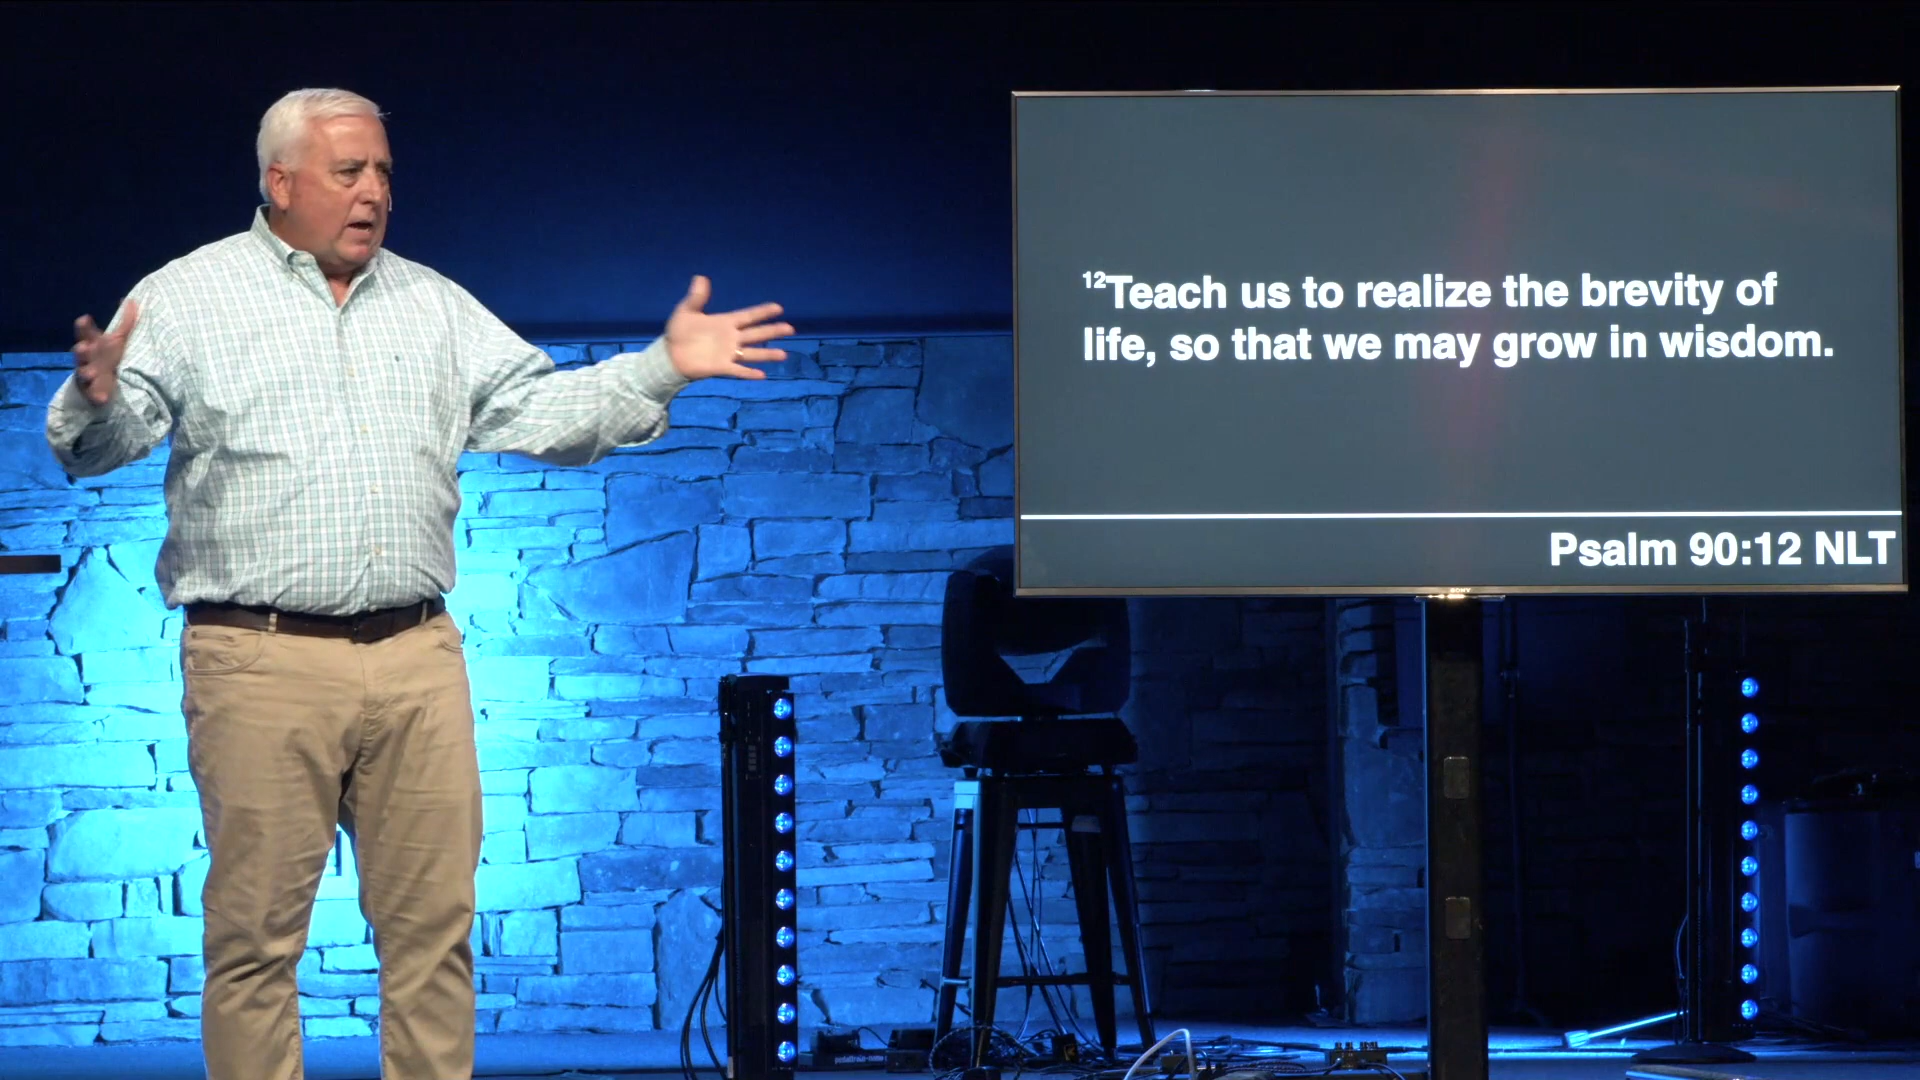 ¹²Teach us to realize the brevity of
life, so that we may grow in wisdom.
Psalm 90:12 NLT
SONY